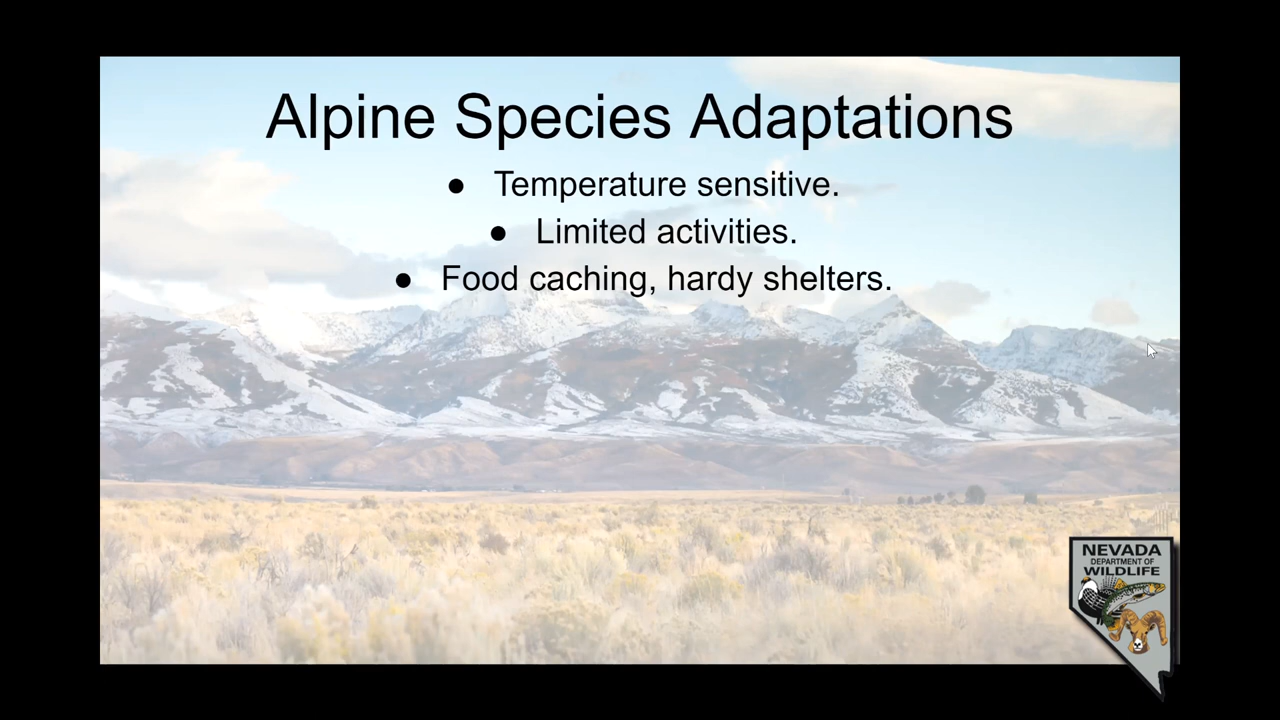 Alpine Species Adaptations
● Temperature sensitive.
● Limited activities.
● Food caching, hardy shelters.
NEVADA
DEPARTMENT OF
WILDLIFE